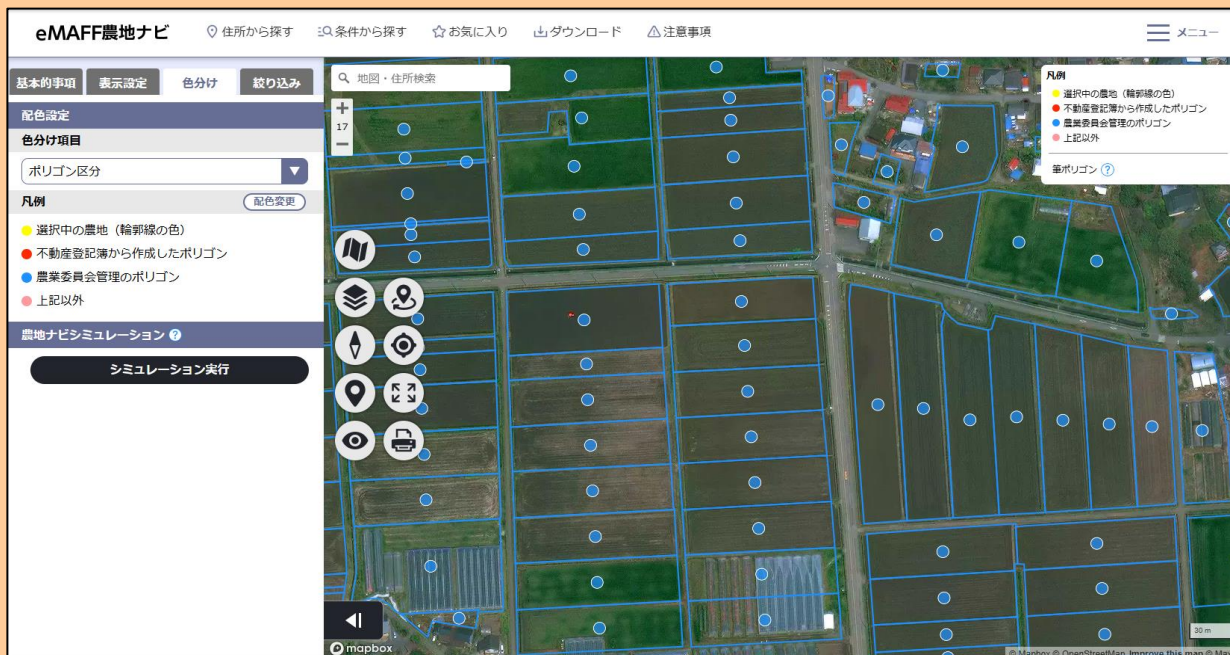 eMAFF農地ナビ
住所から探す
条件から探す
お気に入り
ダウンロード
注意事項
メニュー
基本的事項
表示設定
色分け
絞り込み
配色設定
色分け項目
ポリゴン区分
凡例
配色変更
選択中の農地（輪郭線の色）
不動産登記簿から作成したポリゴン
農業委員会管理のポリゴン
上記以外
農地ナビシミュレーション ?
シミュレーション実行
地図・住所検索
+
17
−
凡例
選択中の農地（輪郭線の色）
不動産登記簿から作成したポリゴン
農業委員会管理のポリゴン
上記以外
筆ポリゴン ?
30 m
mapbox
© Mapbox © OpenStreetMap Improve this map © Ma